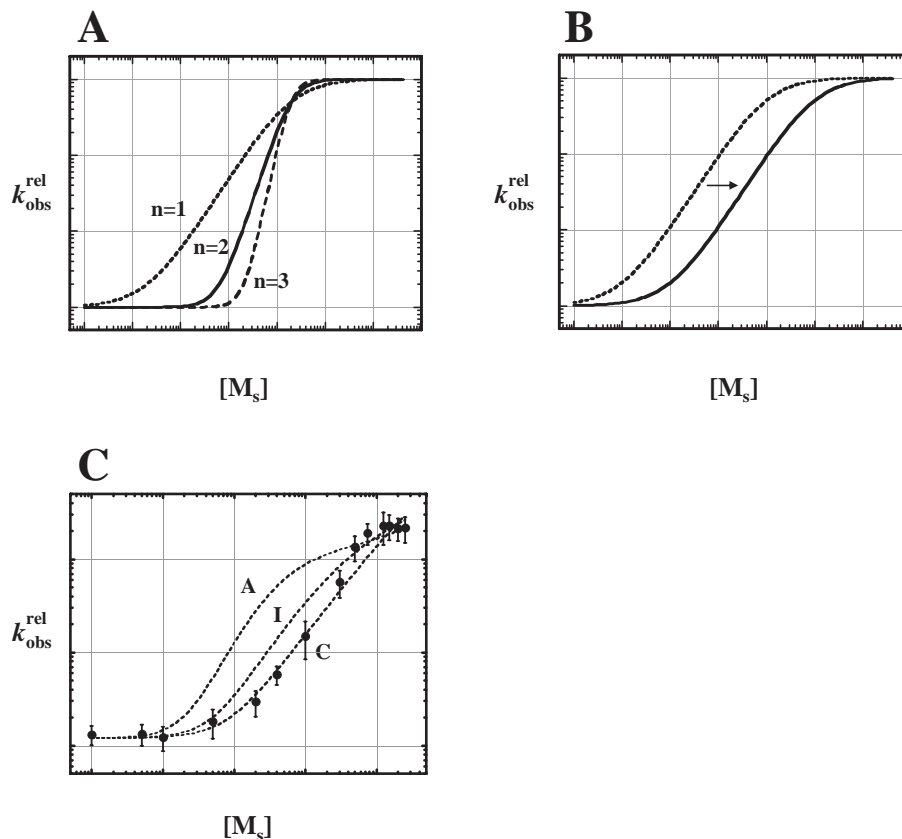 A
k_obs^rel
n=1
n=2
n=3
[M_s]
B
k_obs^rel
[M_s]
C
k_obs^rel
A
I
C
[M_s]